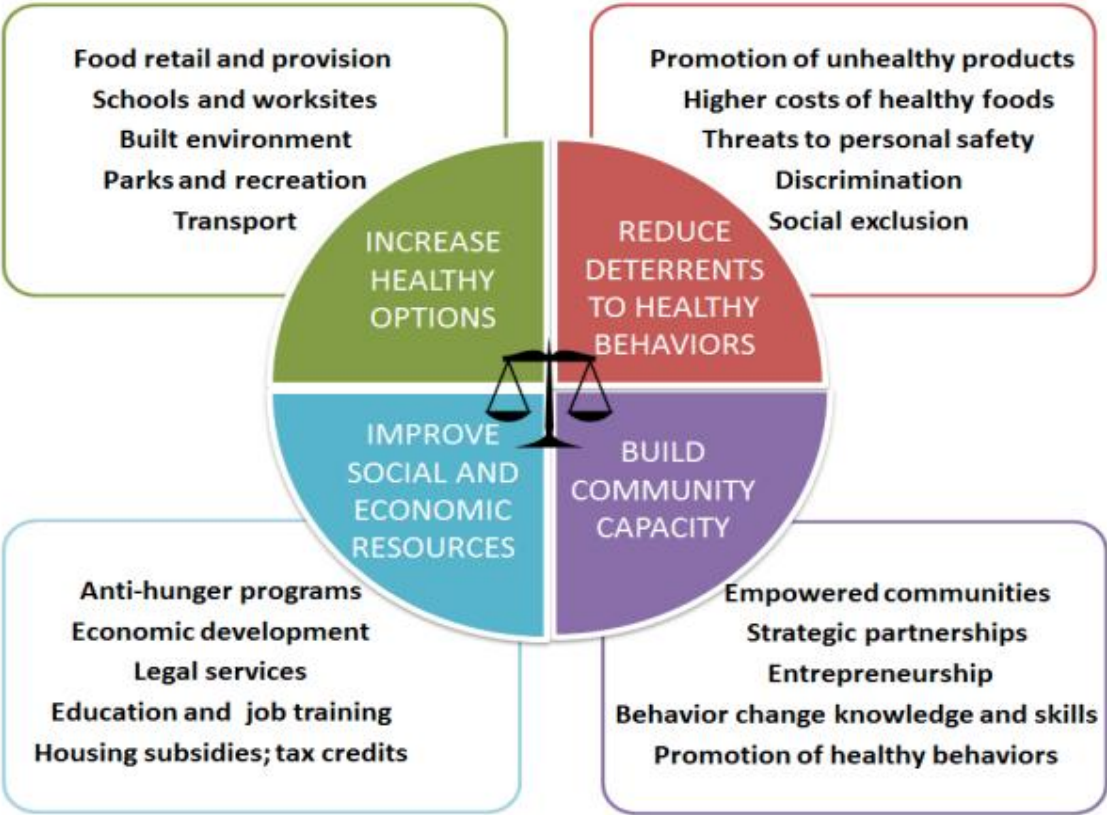 Food retail and provision
Schools and worksites
Built environment
Parks and recreation
Transport
INCREASE
HEALTHY
OPTIONS
Promotion of unhealthy products
Higher costs of healthy foods
Threats to personal safety
Discrimination
Social exclusion
REDUCE
DETERRENTS
TO HEALTHY
BEHAVIORS
IMPROVE
SOCIAL AND
ECONOMIC
RESOURCES
Anti-hunger programs
Economic development
Legal services
Education and job training
Housing subsidies; tax credits
BUILD
COMMUNITY
CAPACITY
Empowered communities
Strategic partnerships
Entrepreneurship
Behavior change knowledge and skills
Promotion of healthy behaviors